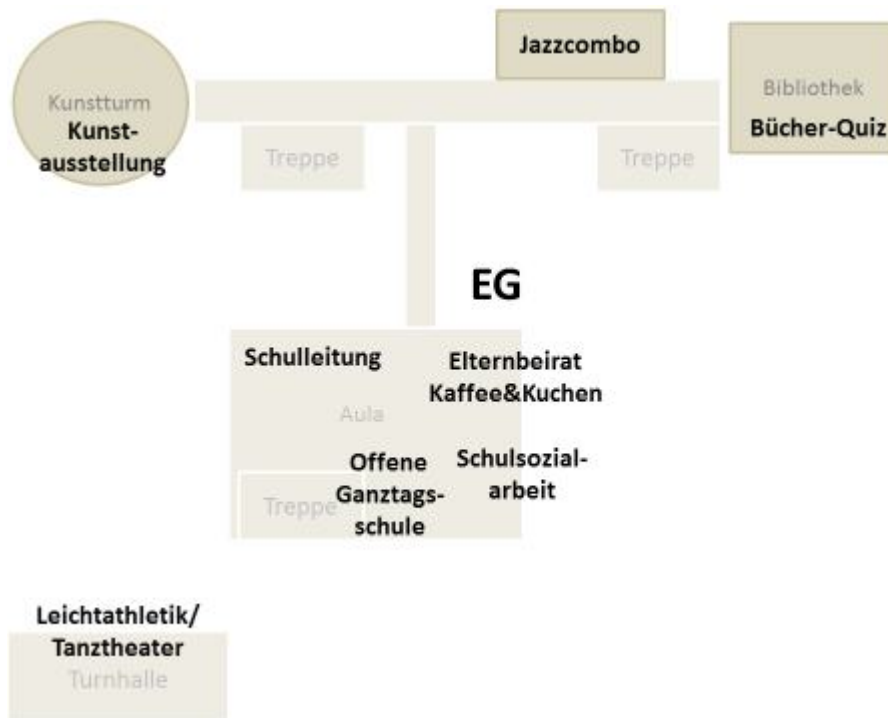 Jazzcombo
Kunstturm
Kunst-
ausstellung
Bibliothek
Bücher-Quiz
Treppe
Treppe
EG
Schulleitung
Elternbeirat
Kaffee&Kuchen
Aula
Offene
Ganztags-
schule
Schulsozial-
arbeit
Treppe
Leichtathletik/
Tanztheater
Turnhalle